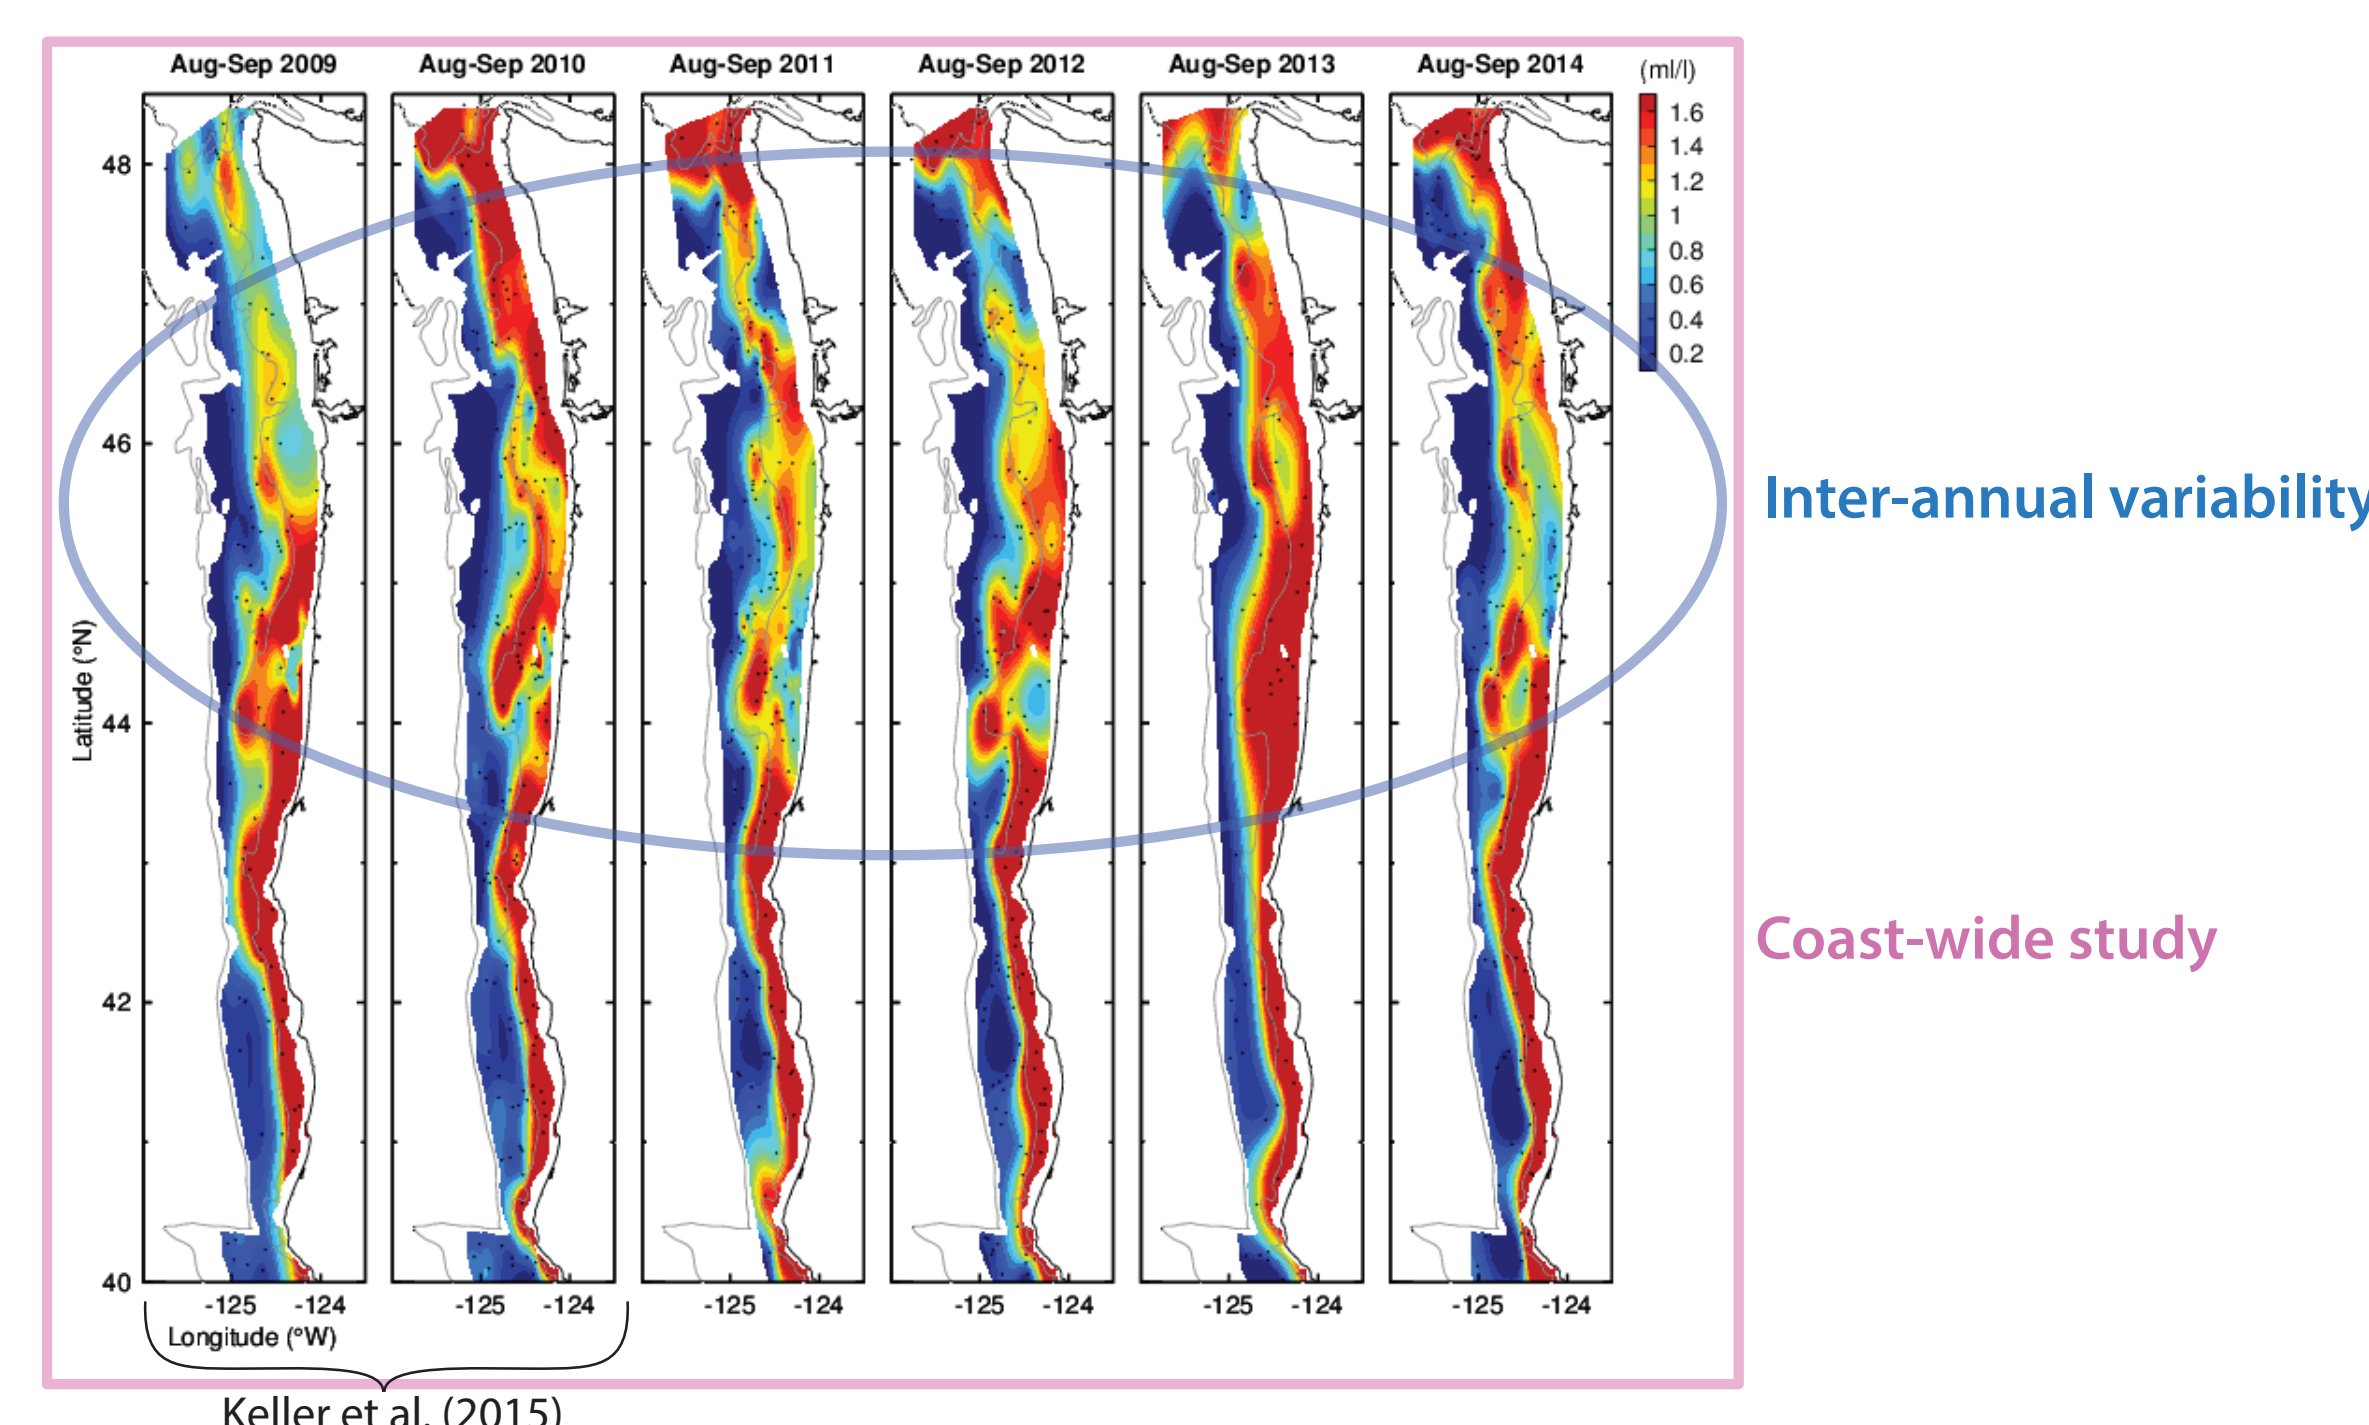 Aug-Sep 2009 Aug-Sep 2010 Aug-Sep 2011 Aug-Sep 2012 Aug-Sep 2013 Aug-Sep 2014 (ml/l)
1.6
1.4
1.2
1
0.8
0.6
0.4
0.2
48
46
44
42
40
Latitude (°N)
-125 -124 -125 -124 -125 -124 -125 -124 -125 -124 -125 -124
Longitude (°W)
Keller et al. (2015)
Inter-annual variability
Coast-wide study